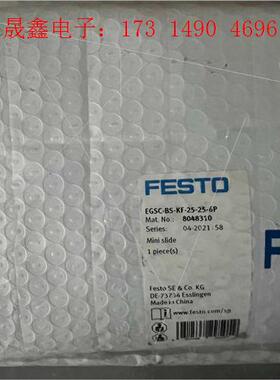 晟鑫电子：173 1490 4696
FESTO
EGSC-BS-KF-25-25-6P
Mat. No.: 8048310
Series: 04-2021.58
Mini slide
1 piece(s)
Festo SE & Co. KG
DE-73734 Esslingen
Made in China
www.festo.com/sp
F